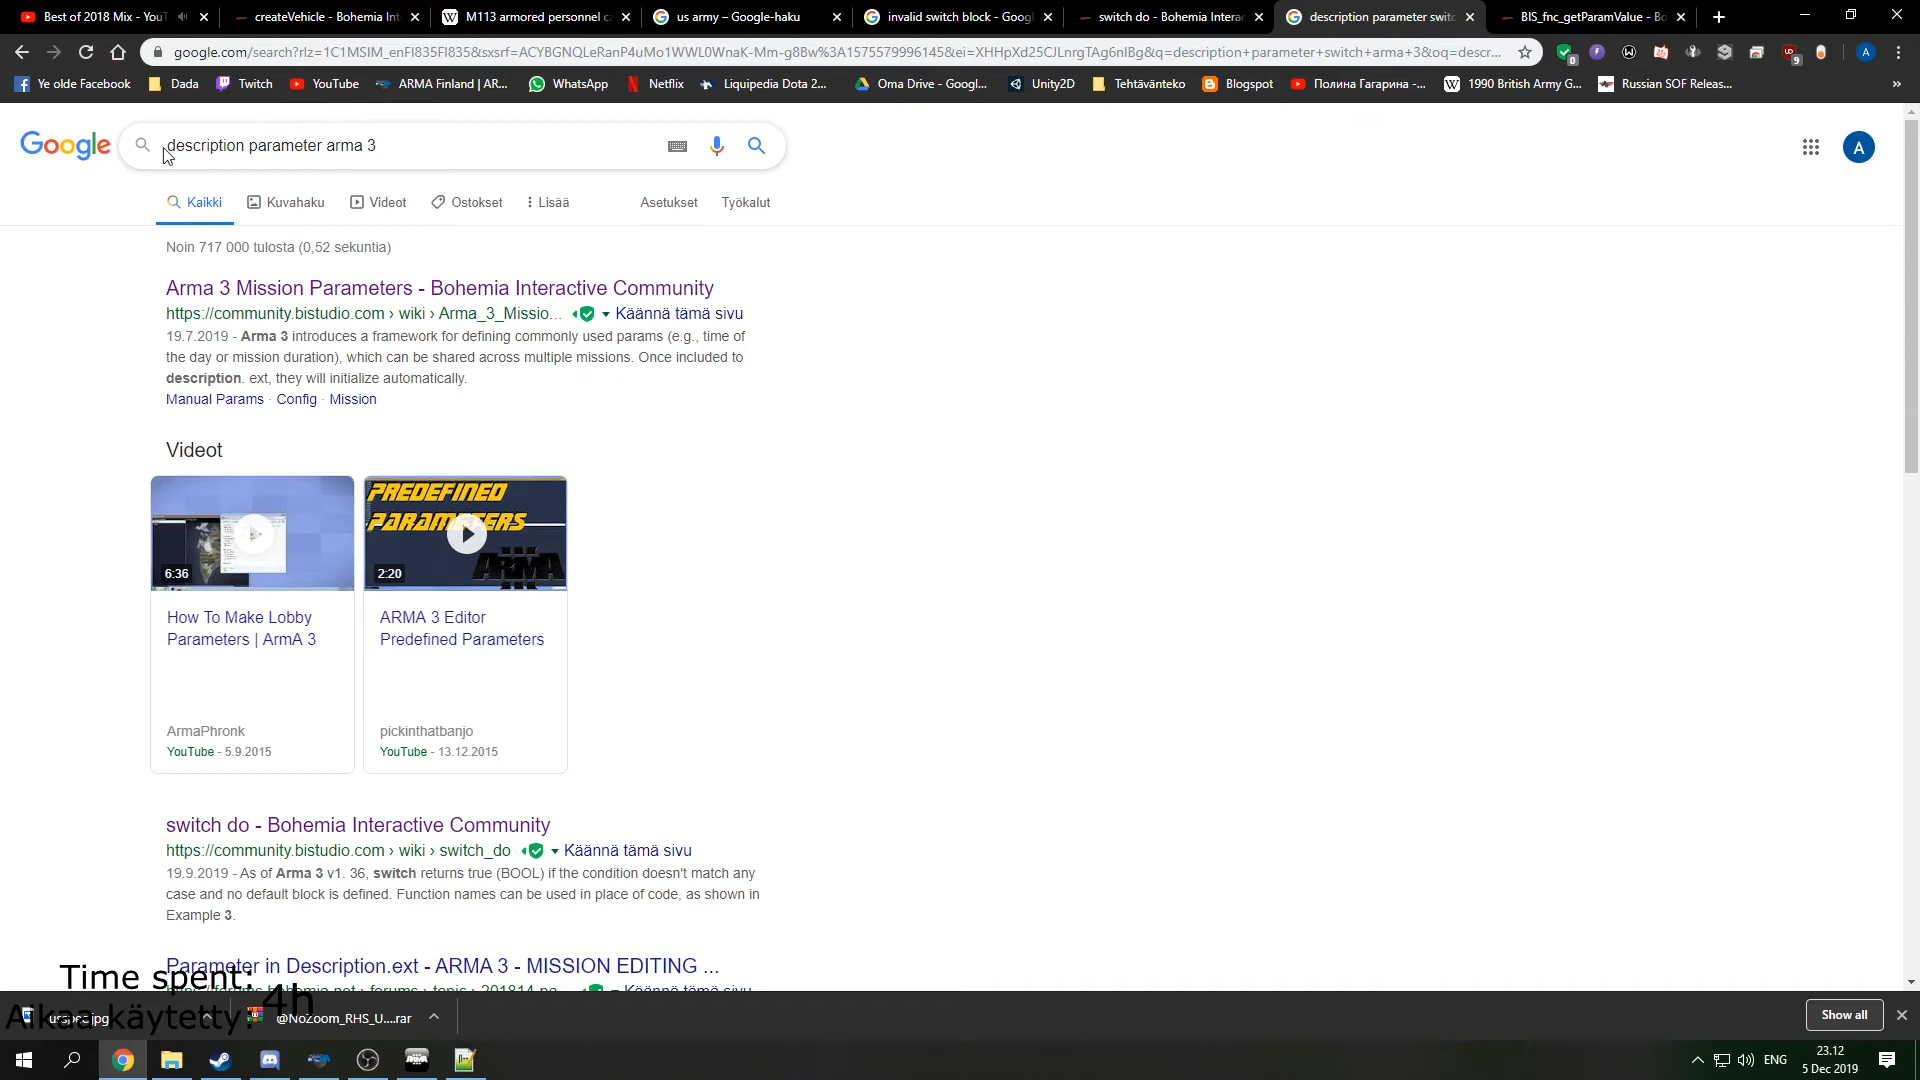 Best of 2018 Mix - YouT
createVehicle - Bohemia Int
M113 armored personnel c
us army – Google-haku
invalid switch block - Goog
switch do - Bohemia Intera
description parameter switc
BIS_fnc_getParamValue - Bo
google.com/search?rlz=1C1MSIM_enFI835FI835&sxsrf=ACYBGNQLeRanP4uMo1WWL0WNaK-Mm-g8Bw%3A1575579996145&ei=XHHpXd25CJLnrgTAg6nIBg&q=description+parameter+switch+arma+3&oq=descr...
0
9
A
Ye olde Facebook
Dada
Twitch
YouTube
ARMA Finland | AR...
WhatsApp
Netflix
Liquipedia Dota 2...
Oma Drive - Googl...
Unity2D
Tehtävänteko
Blogspot
Полина Гагарина -...
1990 British Army G...
Russian SOF Releas...
»
Google
description parameter arma 3
A
Kaikki
Kuvahaku
Videot
Ostokset
Lisää
Asetukset
Työkalut
Noin 717 000 tulosta (0,52 sekuntia)
Arma 3 Mission Parameters - Bohemia Interactive Community
https://community.bistudio.com › wiki › Arma_3_Missio... Käännä tämä sivu
19.7.2019 - Arma 3 introduces a framework for defining commonly used params (e.g., time of
the day or mission duration), which can be shared across multiple missions. Once included to
description. ext, they will initialize automatically.
Manual Params · Config · Mission
Videot
PREDEFINED
PARAMETERS
ARMA
6:36
2:20
How To Make Lobby
Parameters | ArmA 3
ARMA 3 Editor
Predefined Parameters
ArmaPhronk
YouTube - 5.9.2015
pickinthatbanjo
YouTube - 13.12.2015
switch do - Bohemia Interactive Community
https://community.bistudio.com › wiki › switch_do Käännä tämä sivu
19.9.2019 - As of Arma 3 v1. 36, switch returns true (BOOL) if the condition doesn't match any
case and no default block is defined. Function names can be used in place of code, as shown in
Example 3.
Parameter in Description.ext - ARMA 3 - MISSION EDITING ...
Time spent:
Aikaa käytetty: 4h
@NoZoom_RHS_U....rar
Show all
ENG
23.12
5 Dec 2019